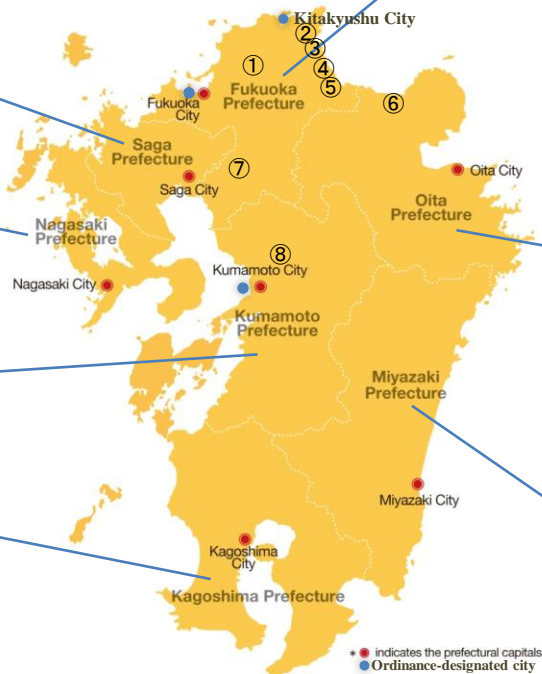 Kitakyushu City
②
③
①
④
⑤
Fukuoka
Prefecture
⑥
Fukuoka
City
Saga
Prefecture
⑦
Oita City
Saga City
Oita
Prefecture
Nagasaki
Prefecture
⑧
Kumamoto City
Nagasaki City
Kumamoto
Prefecture
Miyazaki
Prefecture
Miyazaki City
Kagoshima
City
Kagoshima Prefecture
* indicates the prefectural capitals
Ordinance-designated city